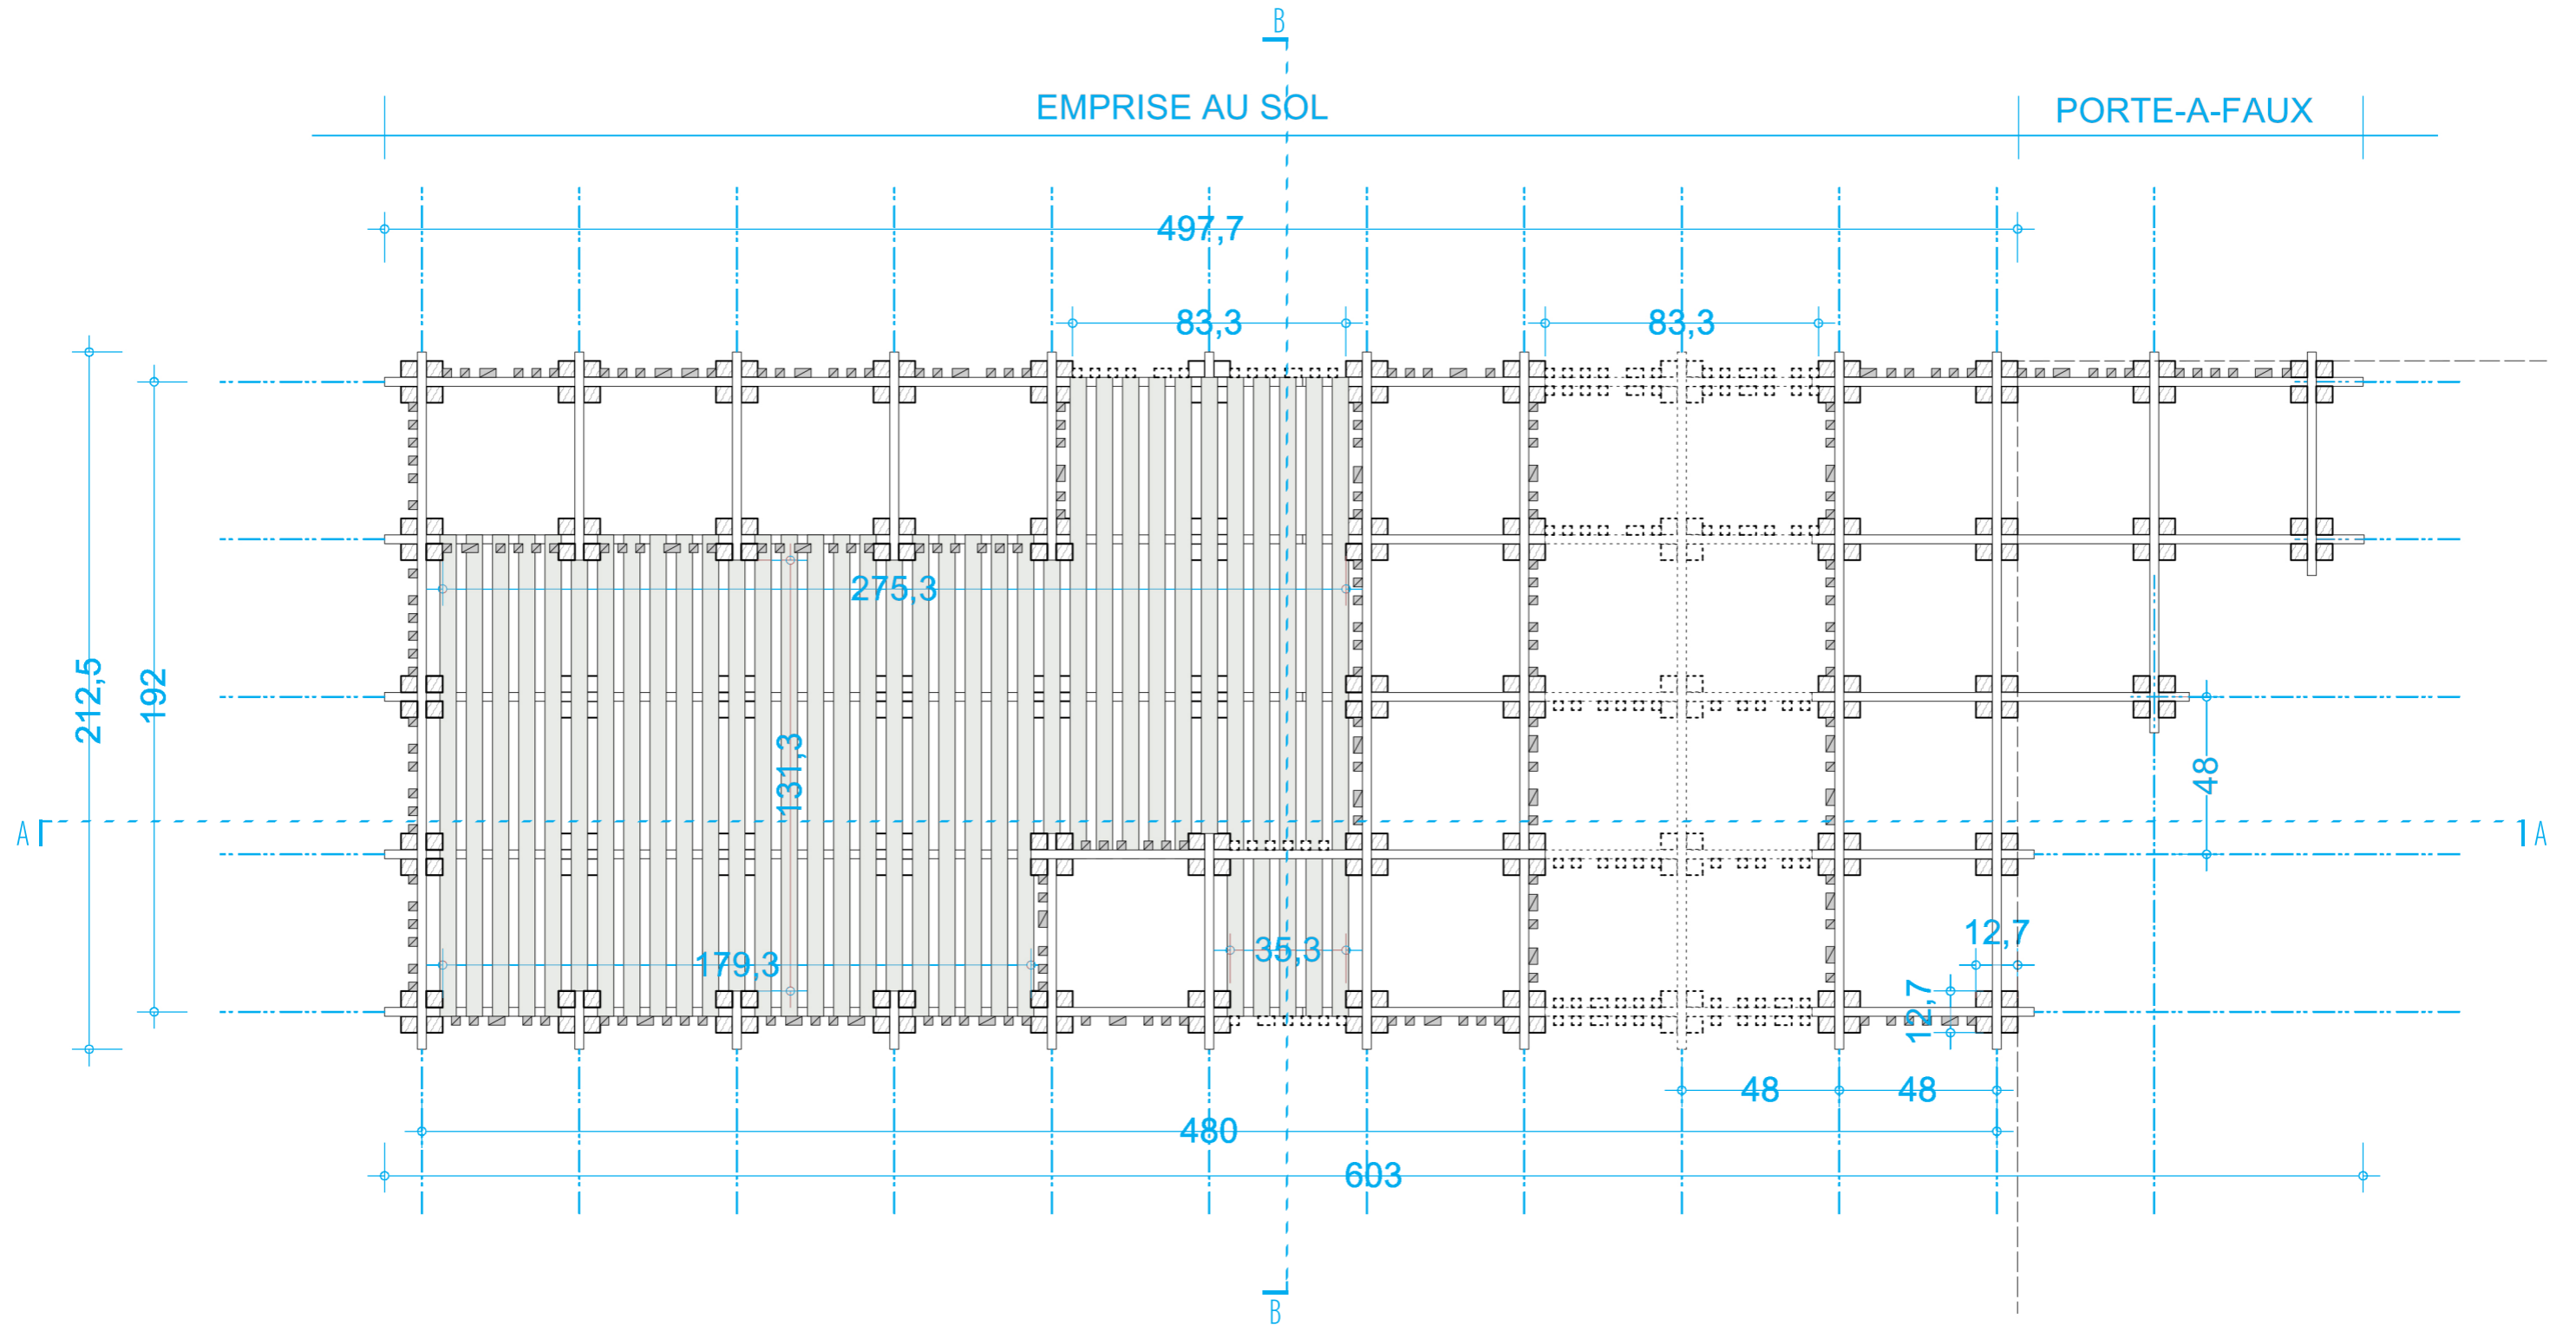 B
EMPRISE AU SOL
PORTE-A-FAUX
497,7
83,3
83,3
275,3
212,5
192
131,3
48
A
A
12,7
35,3
179,3
12,7
48
48
480
603
B